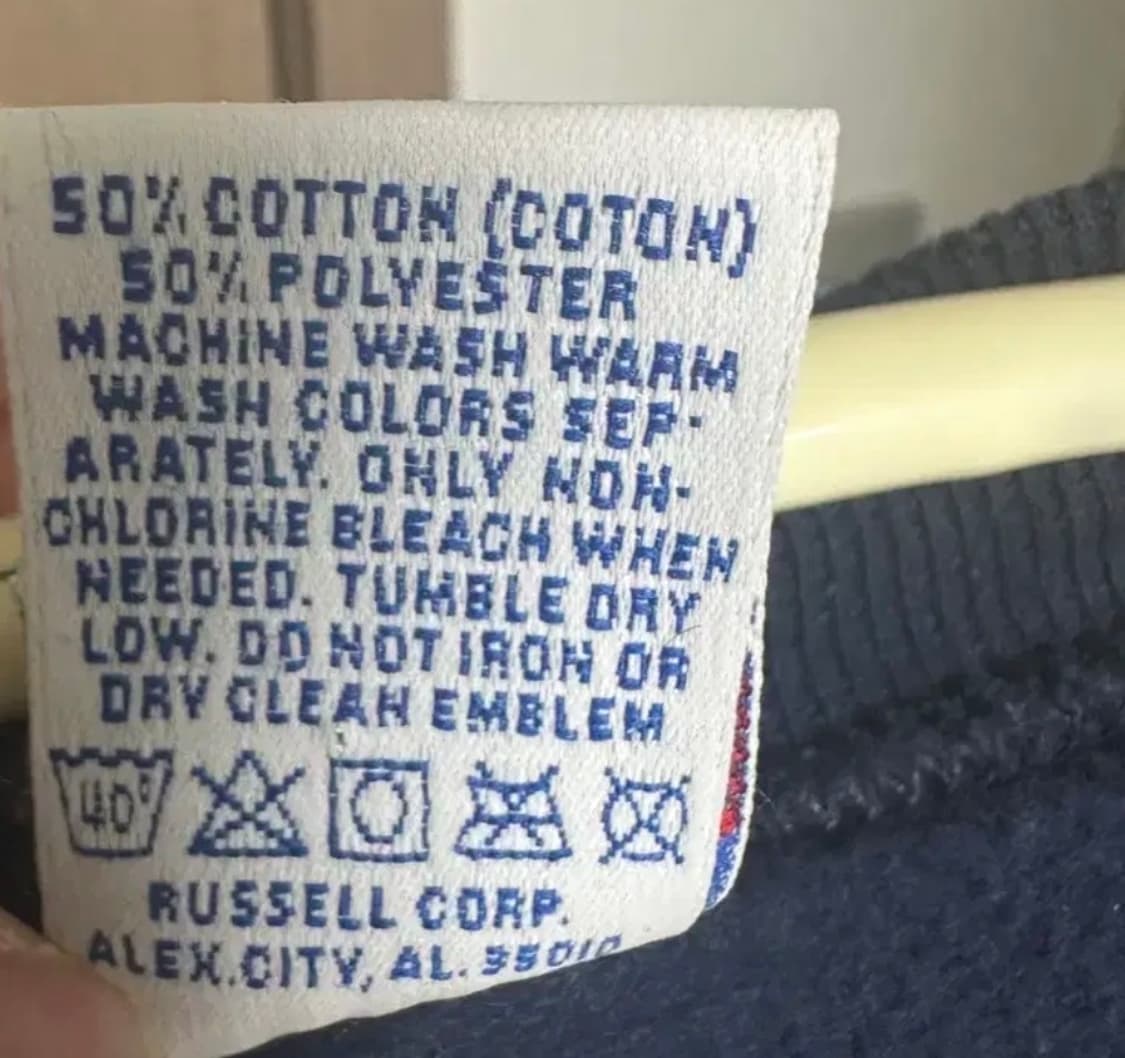 50% COTTON (COTON)
50% POLYESTER
MACHINE WASH WARM
WASH COLORS SEP-
ARATELY. ONLY NON-
CHLORINE BLEACH WHEN
NEEDED. TUMBLE DRY
LOW. DO NOT IRON OR
DRY CLEAN EMBLEM
40°
RUSSELL CORP.
ALEX.CITY, AL. 35010